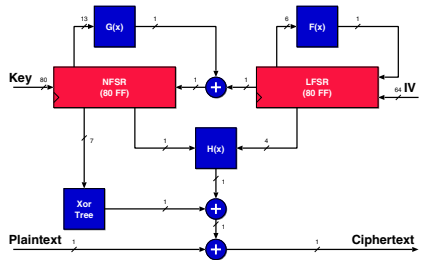 13
G(x)
1
6
F(x)
1
Key
80
NFSR
(80 FF)
1
1
LFSR
(80 FF)
IV
64
7
1
H(x)
4
1
Xor
Tree
1
1
Plaintext
1
1
Ciphertext